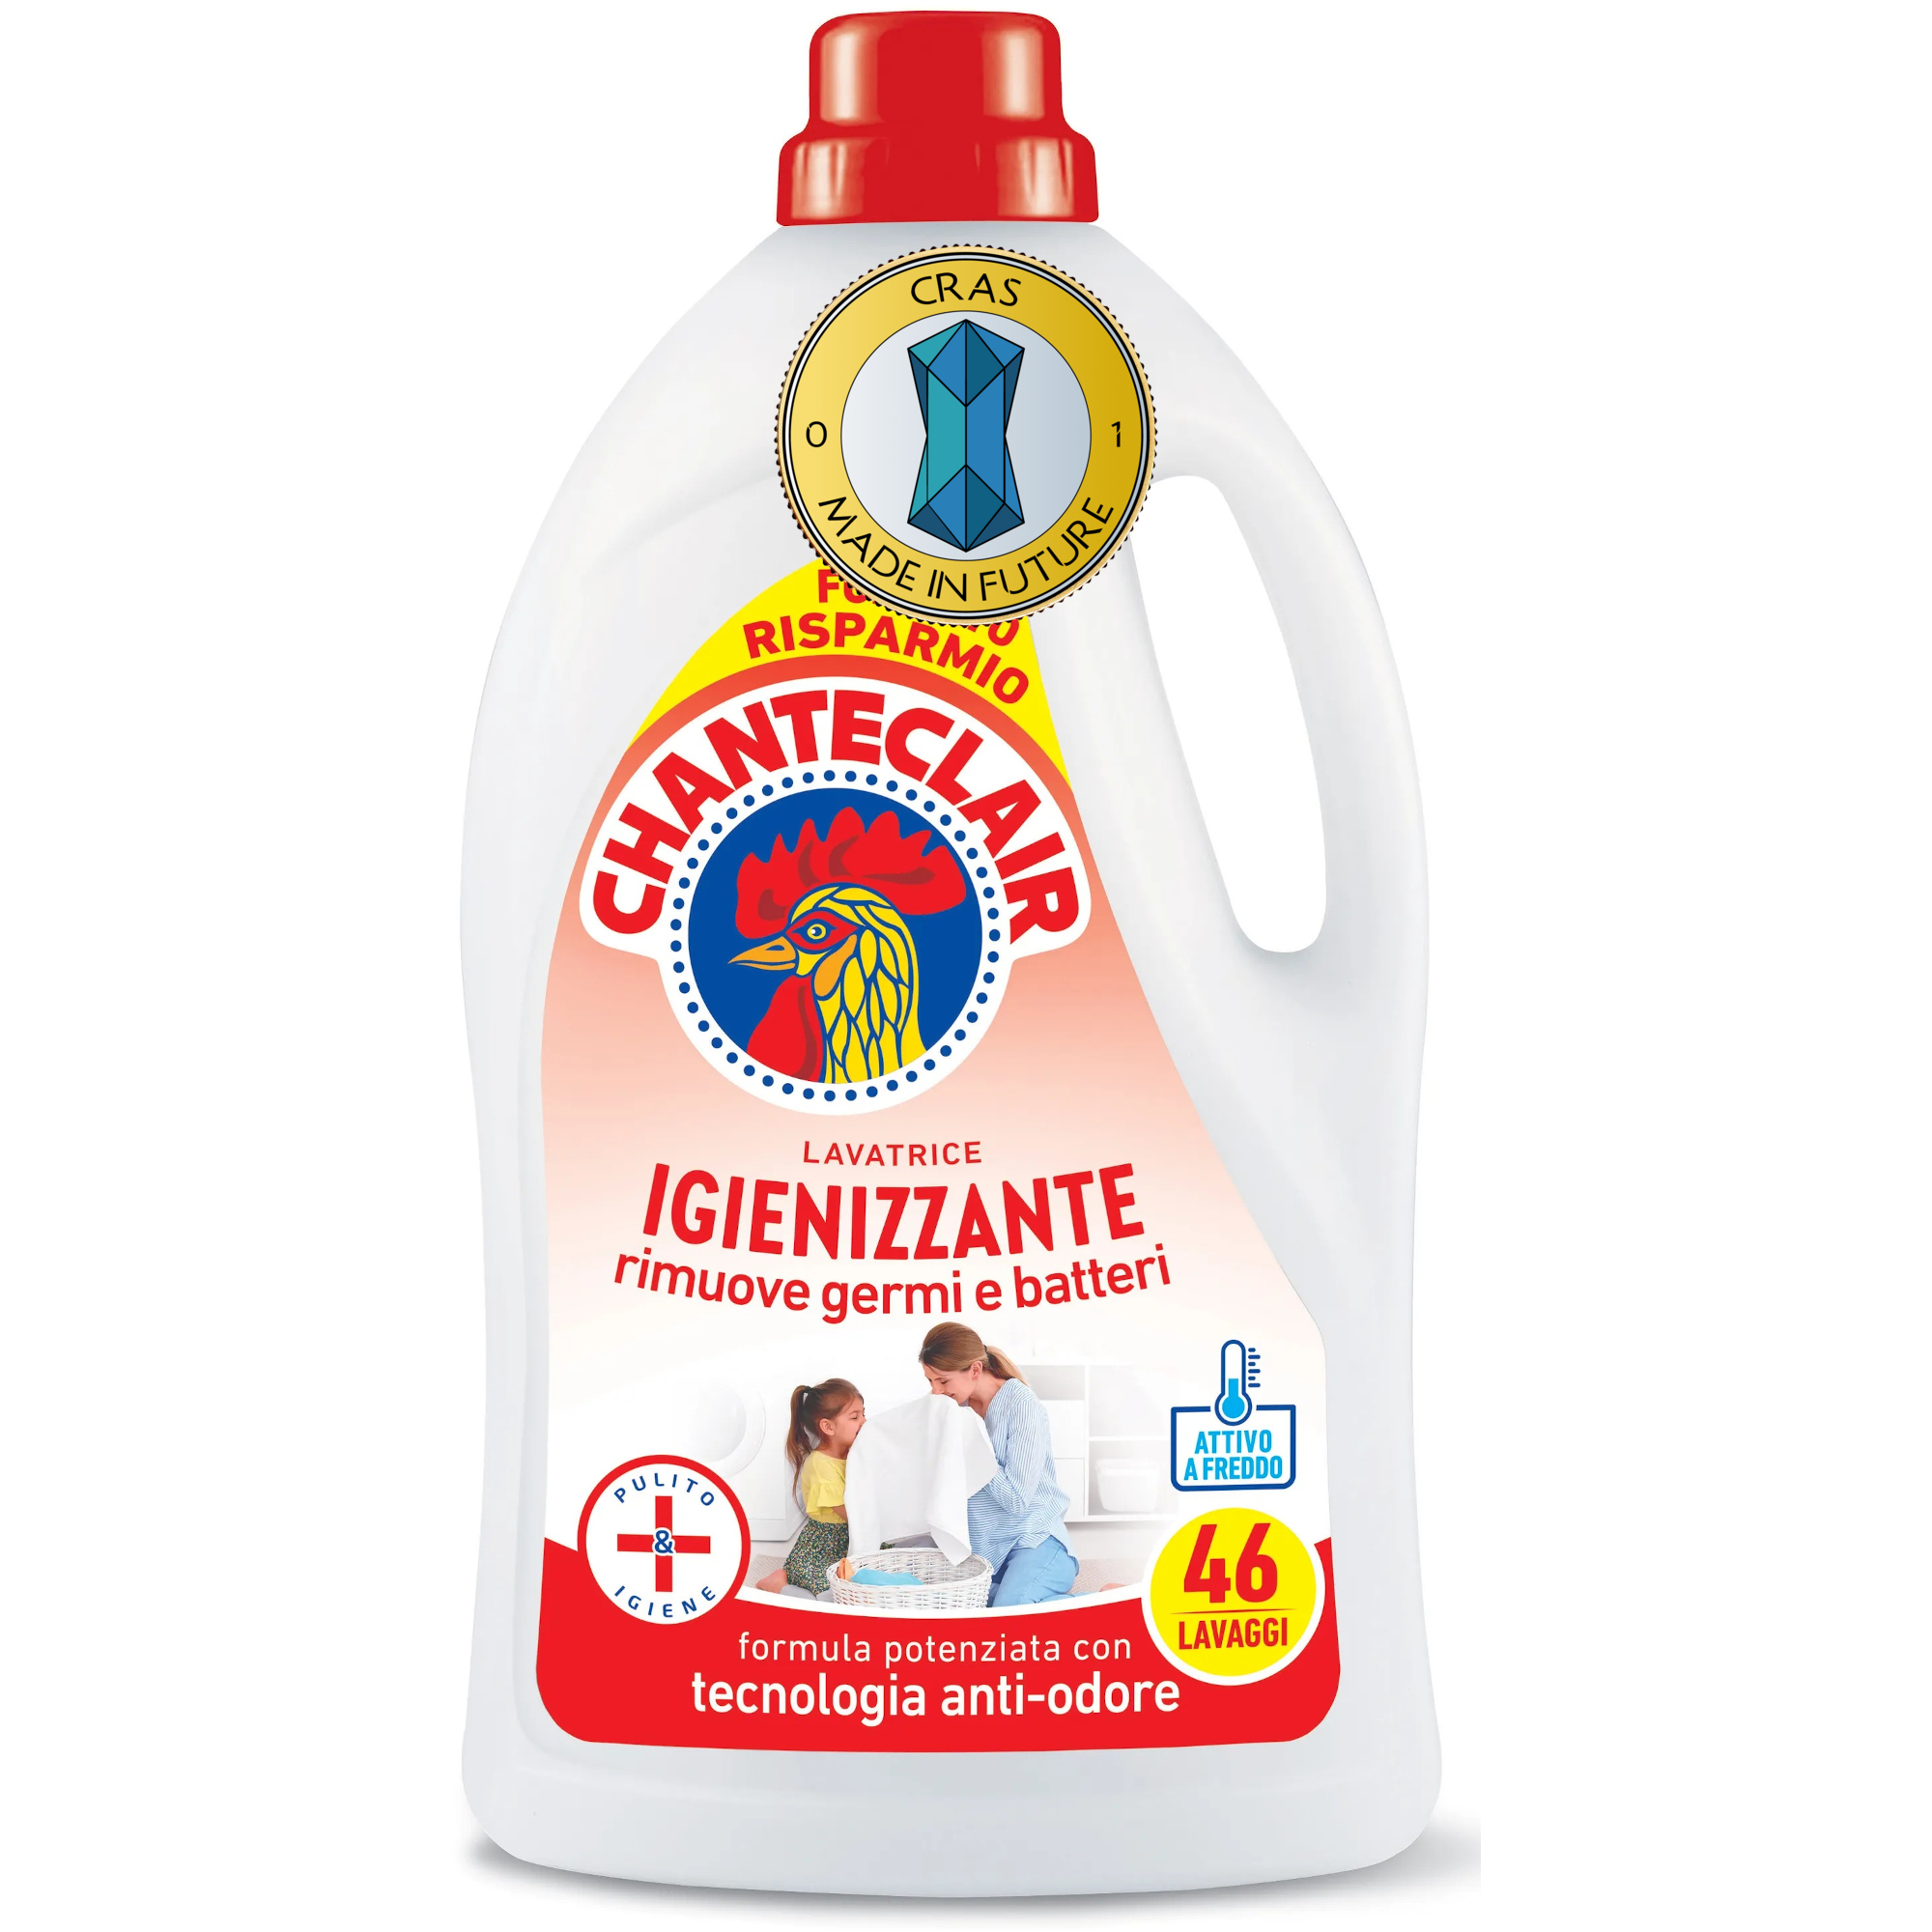 CRAS
0 1
MADE IN FUTURE
RISPARMIO
CHANTECLAIR
LAVATRICE
IGIENIZZANTE
rimuove germi e batteri
ATTIVO
A FREDDO
PULITO
&
IGIENE
46
LAVAGGI
formula potenziata con
tecnologia anti-odore